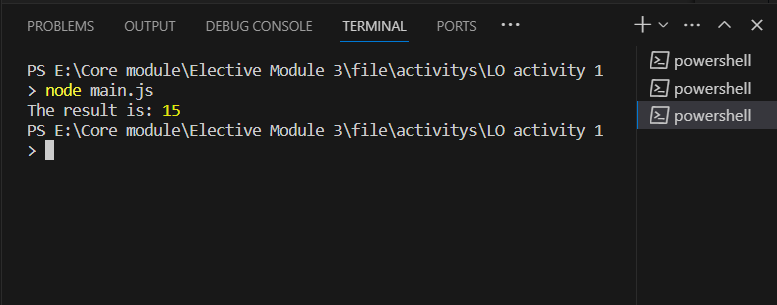 PROBLEMS OUTPUT DEBUG CONSOLE TERMINAL PORTS
PS E:\Core module\Elective Module 3\file\activitys\LO activity 1
> node main.js
The result is: 15
PS E:\Core module\Elective Module 3\file\activitys\LO activity 1
>
powershell
powershell
powershell